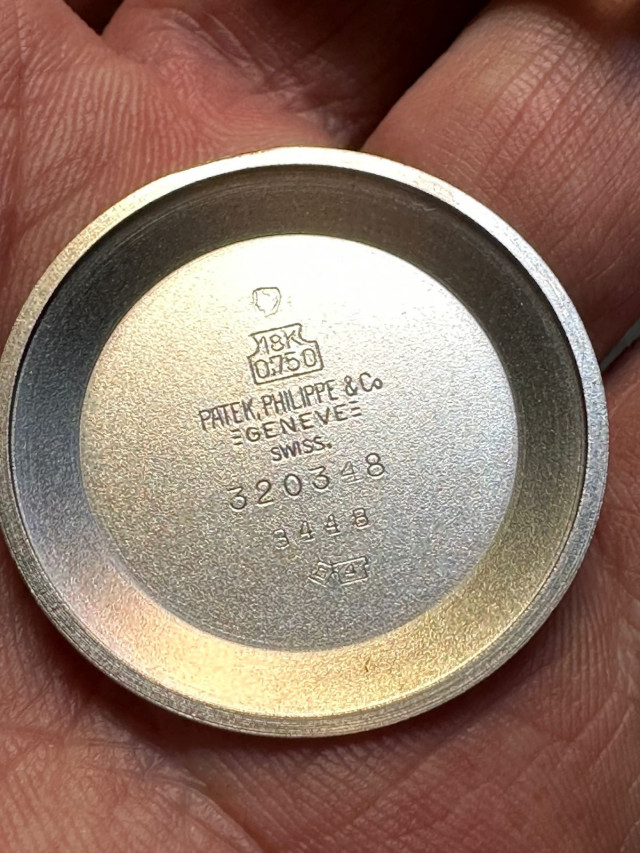 18K
0.750
PATEK, PHILIPPE & Co
GENEVE
SWISS.
320348
3448